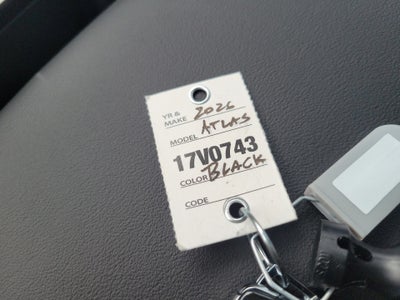 YR & MAKE 2026
MODEL ATLAS
17V0743
COLOR BLACK
CODE